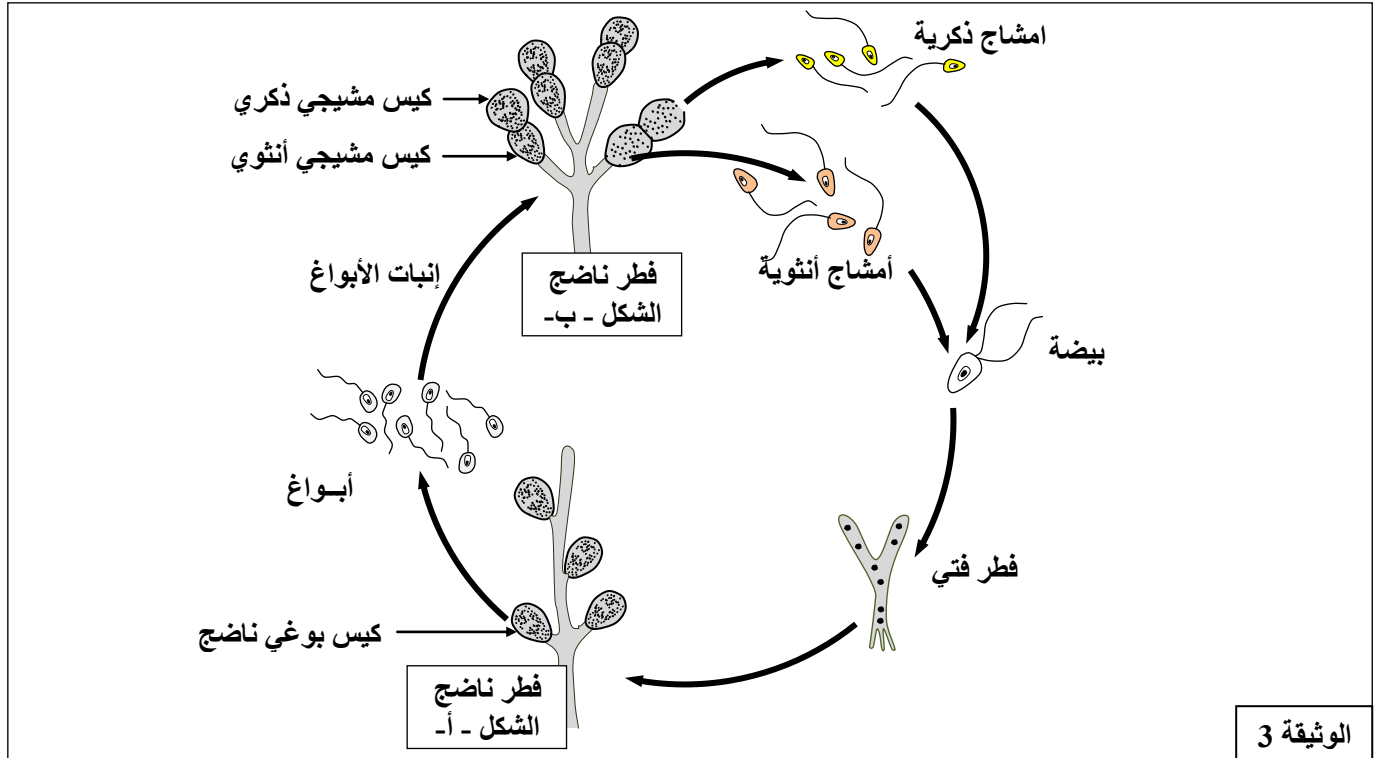 امشاج ذكرية
كيس مشيجي ذكري
كيس مشيجي أنثوي
أمشاج أنثوية
إنبات الأبواغ
فطر ناضج
الشكل - ب-
بيضة
أبــواغ
فطر فتي
كيس بوغي ناضج
فطر ناضج
الشكل - أ-
الوثيقة 3